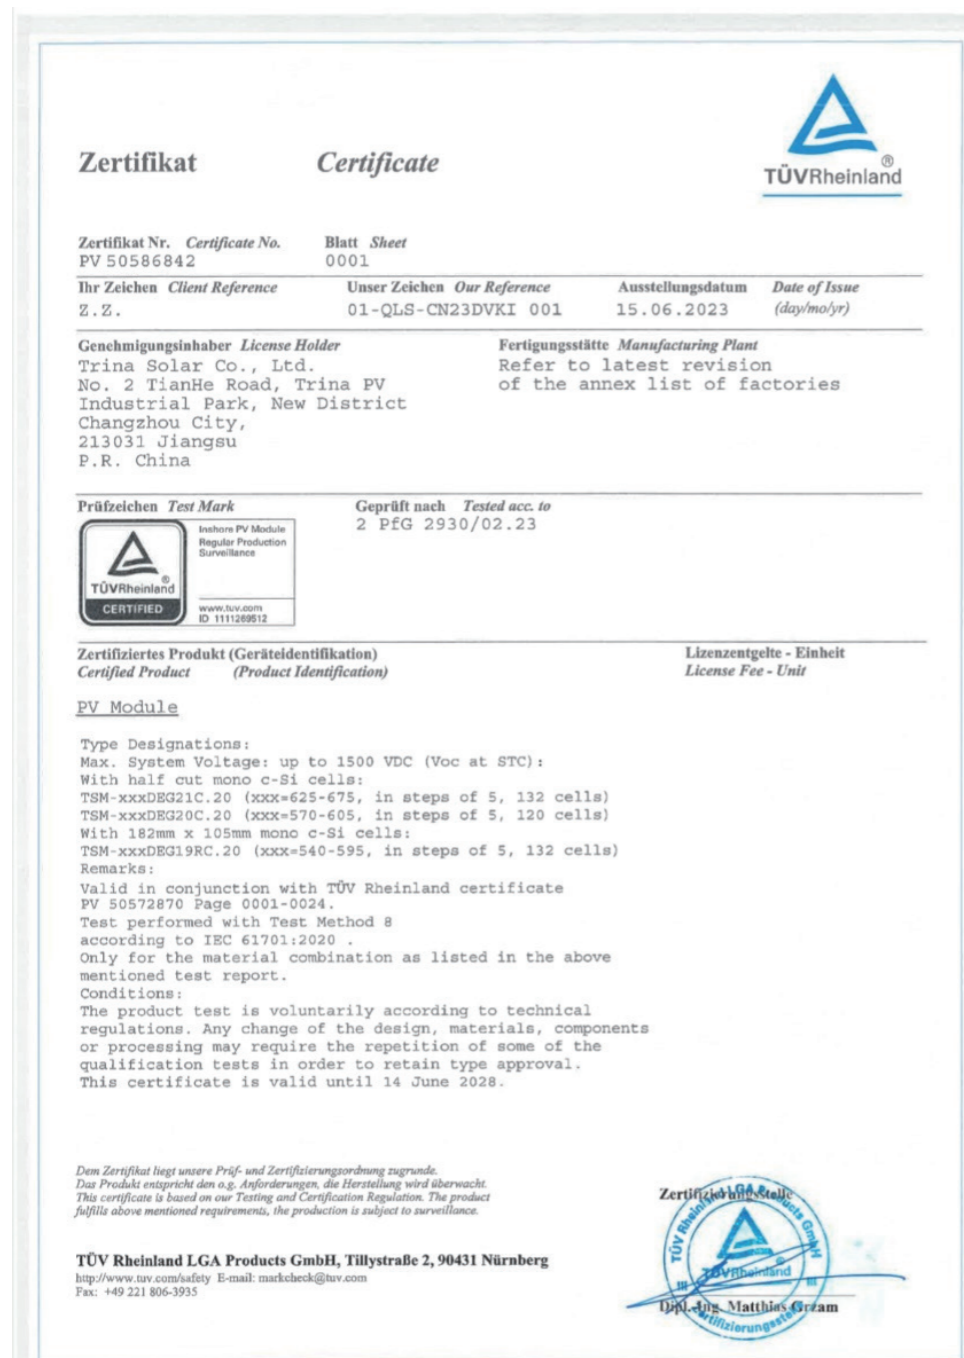 TÜVRheinland®
Zertifikat Certificate
Zertifikat Nr. Certificate No. Blatt Sheet
PV 50586842 0001
Ihr Zeichen Client Reference Unser Zeichen Our Reference Ausstellungsdatum Date of Issue
Z.Z. 01-QLS-CN23DVKI 001 15.06.2023 (day/mo/yr)
Genehmigungsinhaber License Holder Fertigungsstätte Manufacturing Plant
Trina Solar Co., Ltd. Refer to latest revision
No. 2 TianHe Road, Trina PV of the annex list of factories
Industrial Park, New District
Changzhou City,
213031 Jiangsu
P.R. China
Prüfzeichen Test Mark Geprüft nach Tested acc. to
2 PfG 2930/02.23
Inshore PV Module
Regular Production
Surveillance
TÜVRheinland®
CERTIFIED
www.tuv.com
ID 1111269512
Zertifiziertes Produkt (Geräteidentifikation) Lizenzentgelte - Einheit
Certified Product (Product Identification) License Fee - Unit
PV Module
Type Designations:
Max. System Voltage: up to 1500 VDC (Voc at STC):
With half cut mono c-Si cells:
TSM-xxxDEG21C.20 (xxx=625-675, in steps of 5, 132 cells)
TSM-xxxDEG20C.20 (xxx=570-605, in steps of 5, 120 cells)
With 182mm x 105mm mono c-Si cells:
TSM-xxxDEG19RC.20 (xxx=540-595, in steps of 5, 132 cells)
Remarks:
Valid in conjunction with TÜV Rheinland certificate
PV 50572870 Page 0001-0024.
Test performed with Test Method 8
according to IEC 61701:2020 .
Only for the material combination as listed in the above
mentioned test report.
Conditions:
The product test is voluntarily according to technical
regulations. Any change of the design, materials, components
or processing may require the repetition of some of the
qualification tests in order to retain type approval.
This certificate is valid until 14 June 2028.
Dem Zertifikat liegt unsere Prüf- und Zertifizierungsordnung zugrunde.
Das Produkt entspricht den o.g. Anforderungen, die Herstellung wird überwacht.
This certificate is based on our Testing and Certification Regulation. The product
fulfills above mentioned requirements, the production is subject to surveillance.
Zertifizierungsstelle
TÜV Rheinland LGA Products GmbH
TÜVRheinland
Zertifizierungsstelle
TÜV Rheinland LGA Products GmbH, Tillystraße 2, 90431 Nürnberg
http://www.tuv.com/safety E-mail: markcheck@tuv.com
Fax: +49 221 806-3935
Dipl.-Ing. Matthias